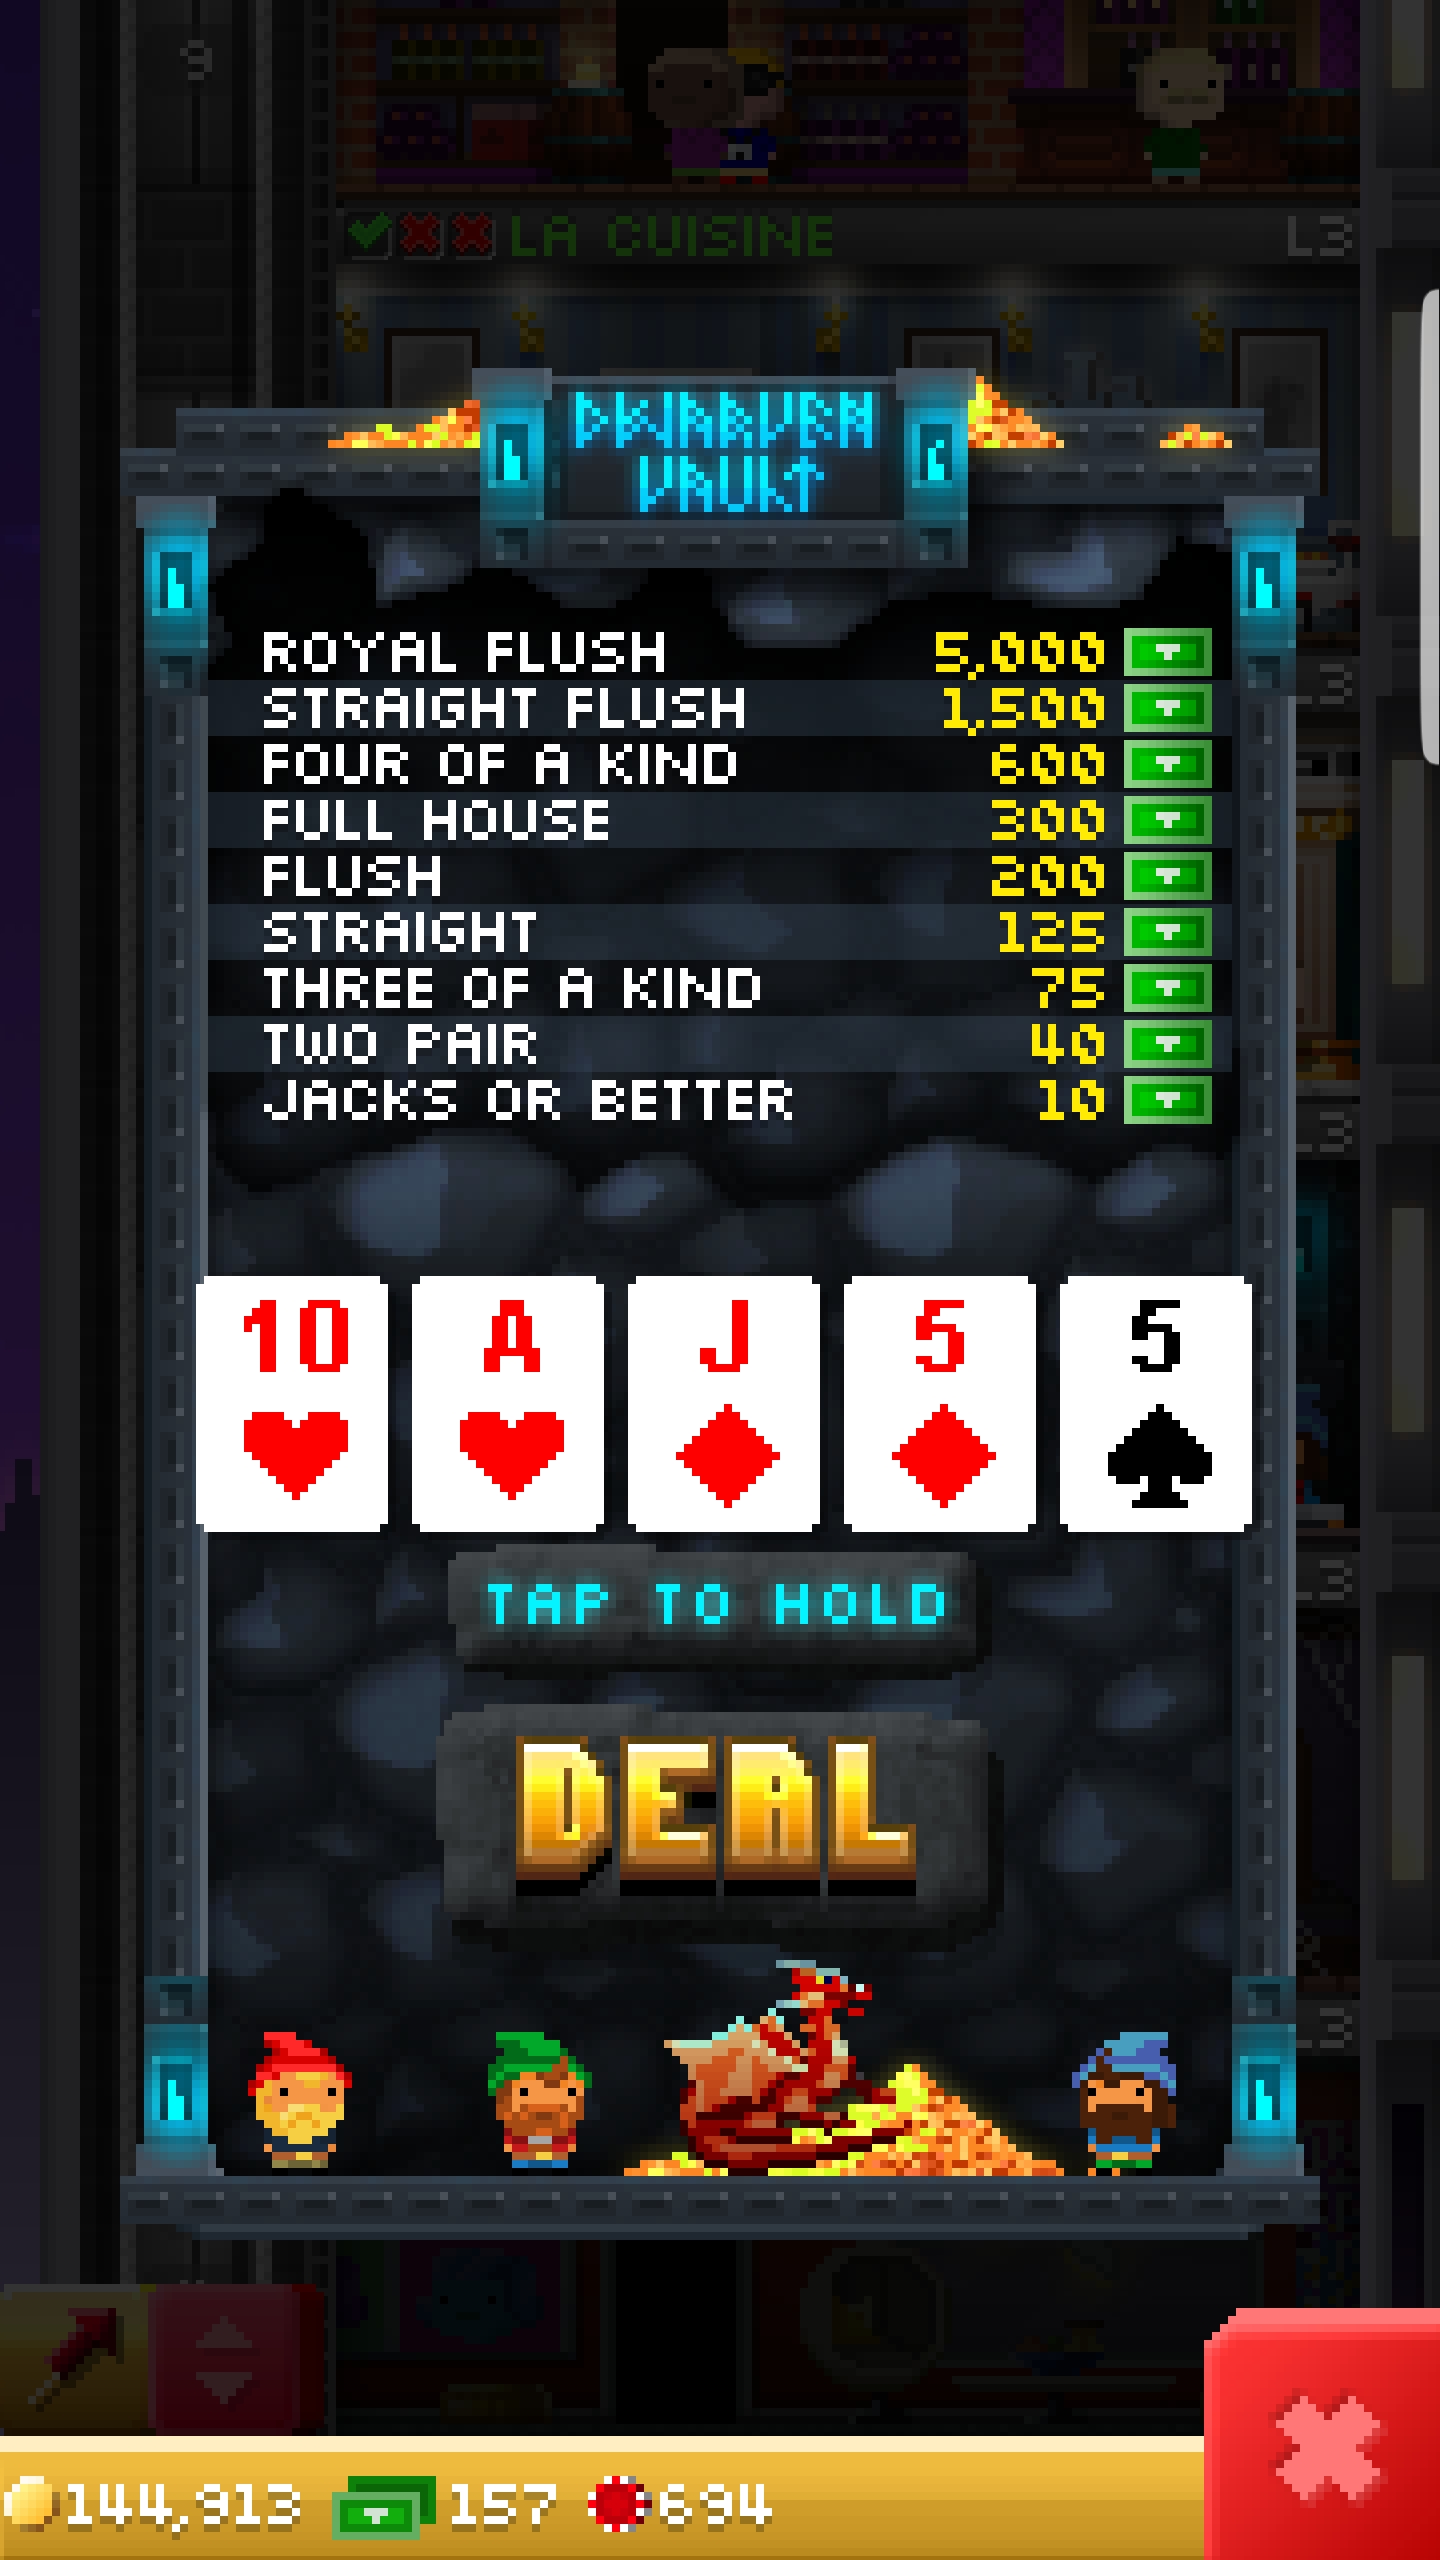 9
LA CUISINE L3
DWARVEN
VAULT
ROYAL FLUSH 5,000
STRAIGHT FLUSH 1,500
FOUR OF A KIND 600
FULL HOUSE 300
FLUSH 200
STRAIGHT 125
THREE OF A KIND 75
TWO PAIR 40
JACKS OR BETTER 10
10 A J 5 5
TAP TO HOLD
DEAL
144,913 157 694